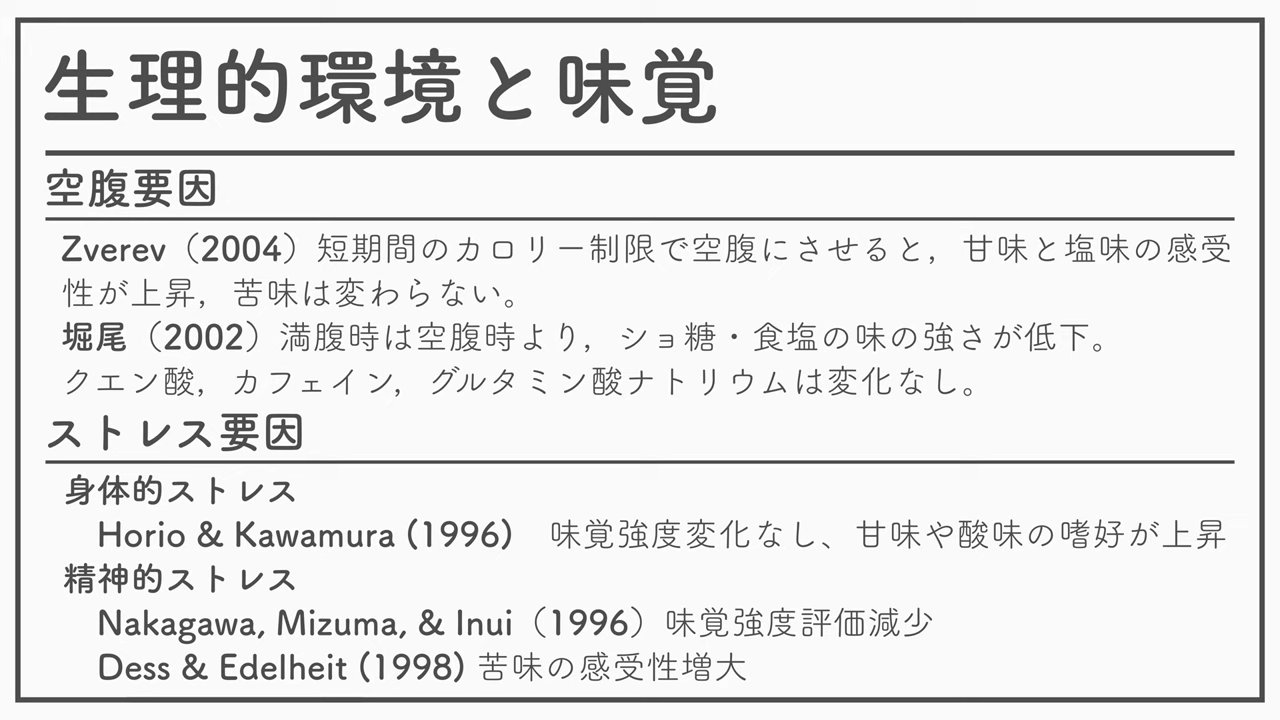 生理的環境と味覚
空腹要因
Zverev（2004）短期間のカロリー制限で空腹にさせると，甘味と塩味の感受
性が上昇，苦味は変わらない。
堀尾（2002）満腹時は空腹時より，ショ糖・食塩の味の強さが低下。
クエン酸，カフェイン，グルタミン酸ナトリウムは変化なし。
ストレス要因
身体的ストレス
Horio & Kawamura (1996)　味覚強度変化なし、甘味や酸味の嗜好が上昇
精神的ストレス
Nakagawa, Mizuma, & Inui（1996）味覚強度評価減少
Dess & Edelheit (1998) 苦味の感受性増大